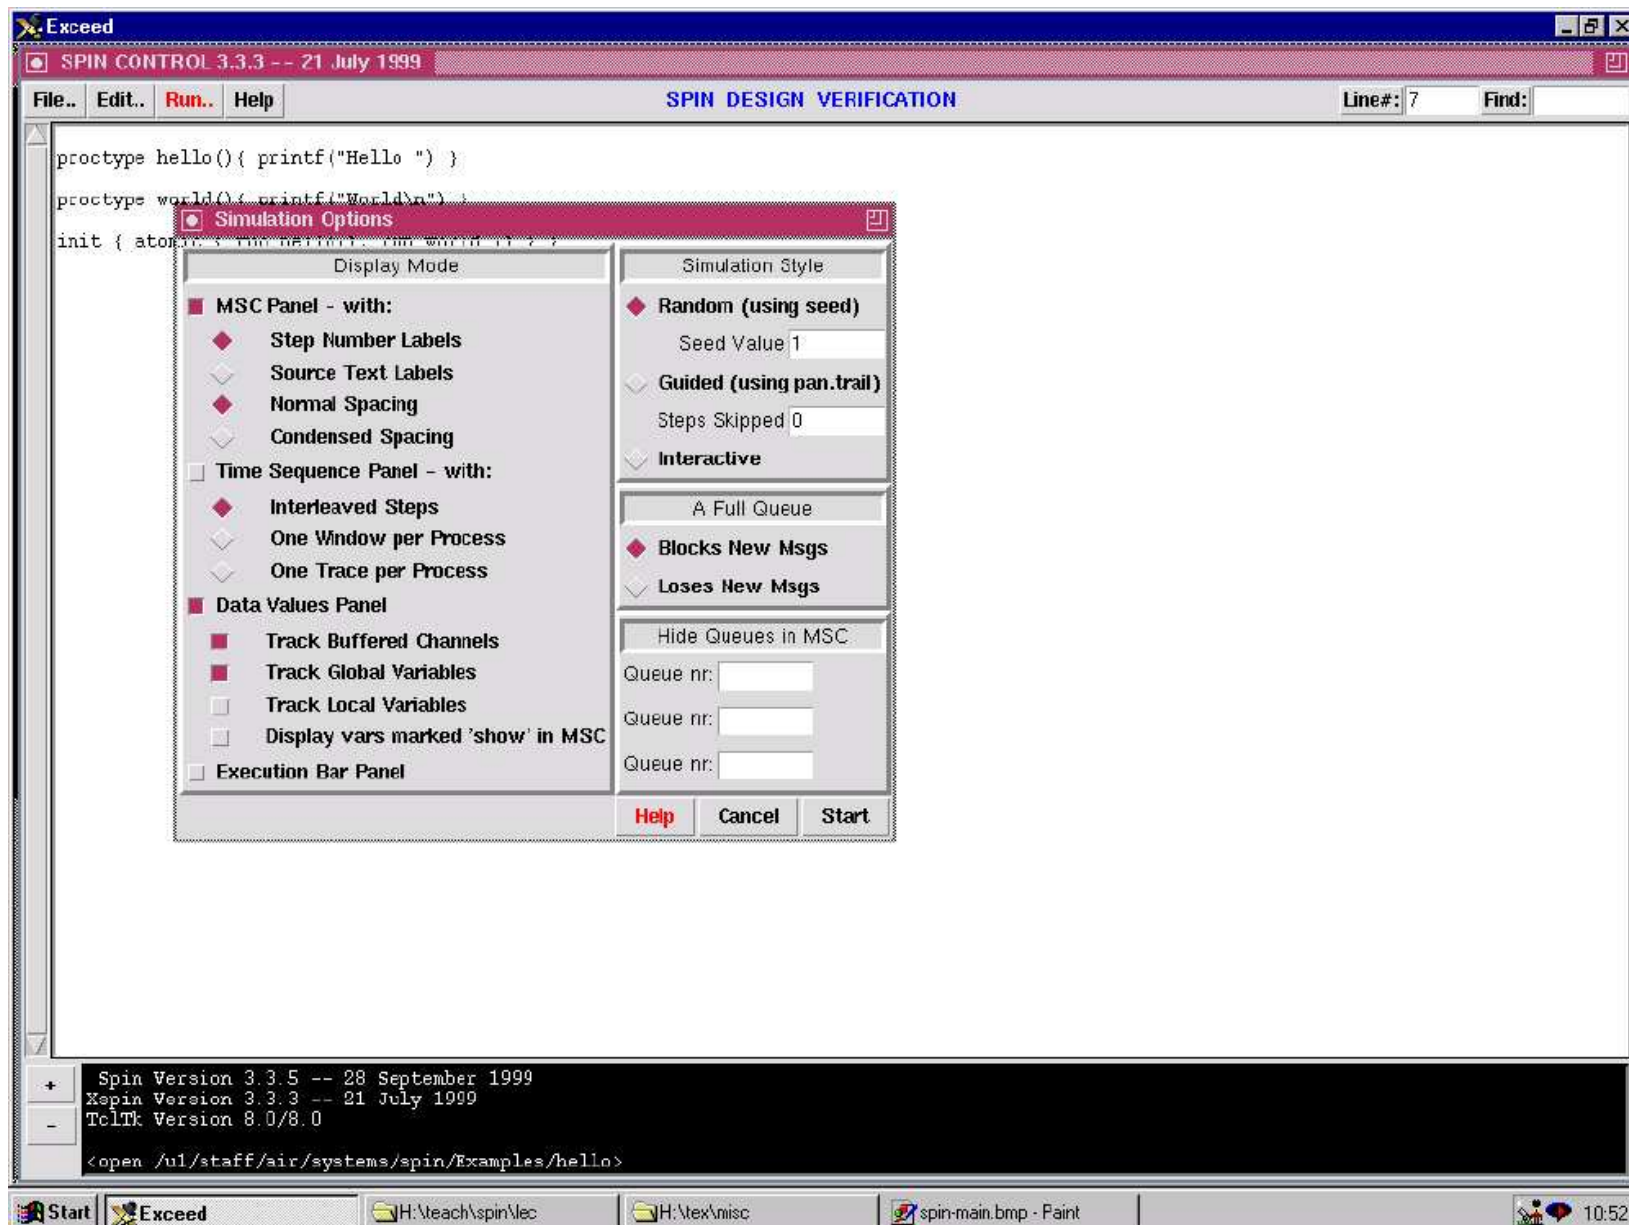 Exceed
SPIN CONTROL 3.3.3 -- 21 July 1999
File.. Edit.. Run.. Help SPIN DESIGN VERIFICATION Line#: 7 Find:
proctype hello(){ printf("Hello ") }
proctype world(){ printf("World\n") }
init { atomic
Simulation Options
Display Mode
MSC Panel - with:
Step Number Labels
Source Text Labels
Normal Spacing
Condensed Spacing
Time Sequence Panel - with:
Interleaved Steps
One Window per Process
One Trace per Process
Data Values Panel
Track Buffered Channels
Track Global Variables
Track Local Variables
Display vars marked 'show' in MSC
Execution Bar Panel
Simulation Style
Random (using seed)
Seed Value 1
Guided (using pan.trail)
Steps Skipped 0
Interactive
A Full Queue
Blocks New Msgs
Loses New Msgs
Hide Queues in MSC
Queue nr:
Queue nr:
Queue nr:
Help Cancel Start
Spin Version 3.3.5 -- 28 September 1999
Xspin Version 3.3.3 -- 21 July 1999
TclTk Version 8.0/8.0
<open /u1/staff/air/systems/spin/Examples/hello>
Start Exceed H:\teach\spin\lec H:\tex\misc spin-main.bmp - Paint 10:52